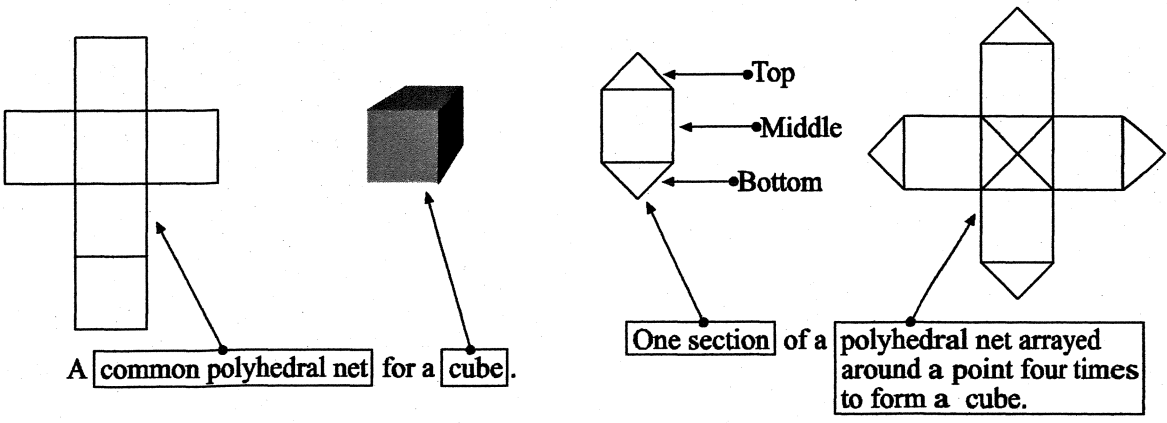 Top
Middle
Bottom
A common polyhedral net for a cube.
One section of a polyhedral net arrayed
around a point four times
to form a cube.